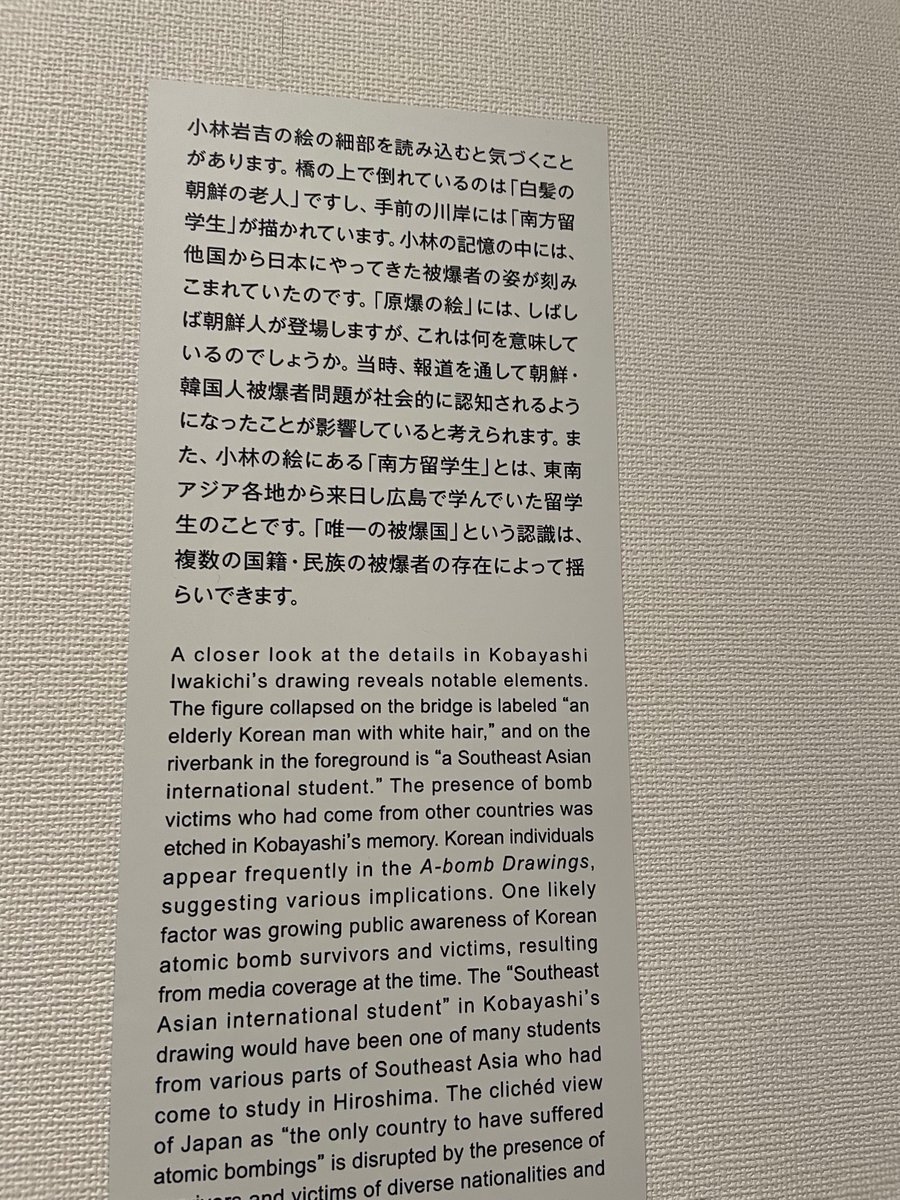 小林岩吉の絵の細部を読み込むと気づくこと
があります。橋の上で倒れているのは「白髪の
朝鮮の老人」ですし、手前の川岸には「南方留
学生」が描かれています。小林の記憶の中には、
他国から日本にやってきた被爆者の姿が刻み
こまれていたのです。「原爆の絵」には、しばし
ば朝鮮人が登場しますが、これは何を意味して
いるのでしょうか。当時、報道を通して朝鮮・
韓国人被爆者問題が社会的に認知されるよう
になったことが影響していると考えられます。ま
た、小林の絵にある「南方留学生」とは、東南
アジア各地から来日し広島で学んでいた留学
生のことです。「唯一の被爆国」という認識は、
複数の国籍・民族の被爆者の存在によって揺
らいできます。
A closer look at the details in Kobayashi
Iwakichi's drawing reveals notable elements.
The figure collapsed on the bridge is labeled “an
elderly Korean man with white hair,” and on the
riverbank in the foreground is “a Southeast Asian
international student.” The presence of bomb
victims who had come from other countries was
etched in Kobayashi's memory. Korean individuals
appear frequently in the A-bomb Drawings,
suggesting various implications. One likely
factor was growing public awareness of Korean
atomic bomb survivors and victims, resulting
from media coverage at the time. The “Southeast
Asian international student” in Kobayashi's
drawing would have been one of many students
from various parts of Southeast Asia who had
come to study in Hiroshima. The clichéd view
of Japan as “the only country to have suffered
atomic bombings” is disrupted by the presence of
and victims of diverse nationalities and